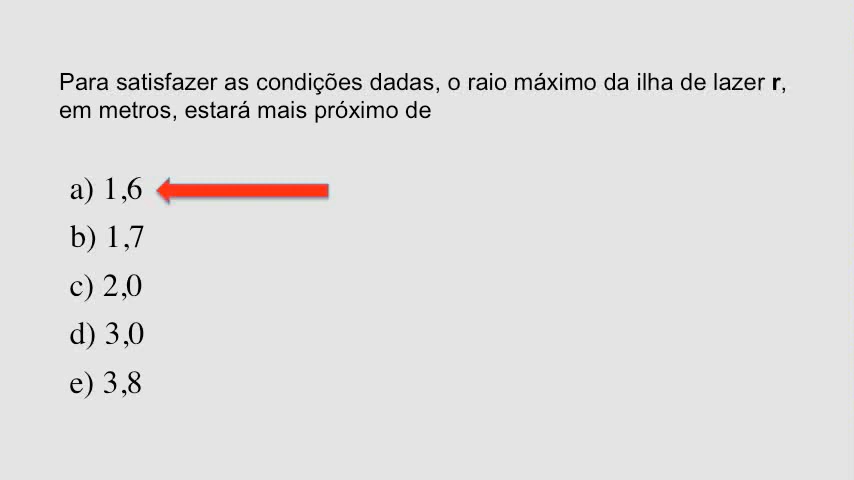 Para satisfazer as condições dadas, o raio máximo da ilha de lazer r,
em metros, estará mais próximo de
a) 1,6
b) 1,7
c) 2,0
d) 3,0
e) 3,8